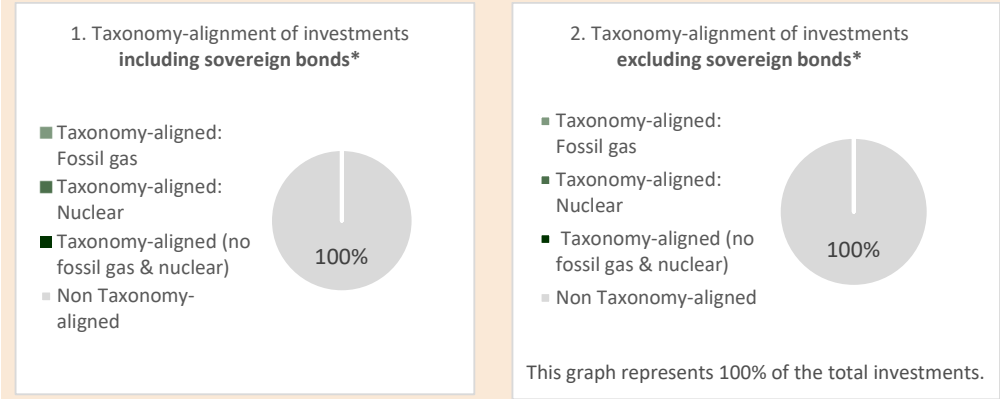 1. Taxonomy-alignment of investments
including sovereign bonds*
Taxonomy-aligned:
Fossil gas
Taxonomy-aligned:
Nuclear
Taxonomy-aligned (no
fossil gas & nuclear)
Non Taxonomy-
aligned
100%
2. Taxonomy-alignment of investments
excluding sovereign bonds*
Taxonomy-aligned:
Fossil gas
Taxonomy-aligned:
Nuclear
Taxonomy-aligned (no
fossil gas & nuclear)
Non Taxonomy-aligned
100%
This graph represents 100% of the total investments.